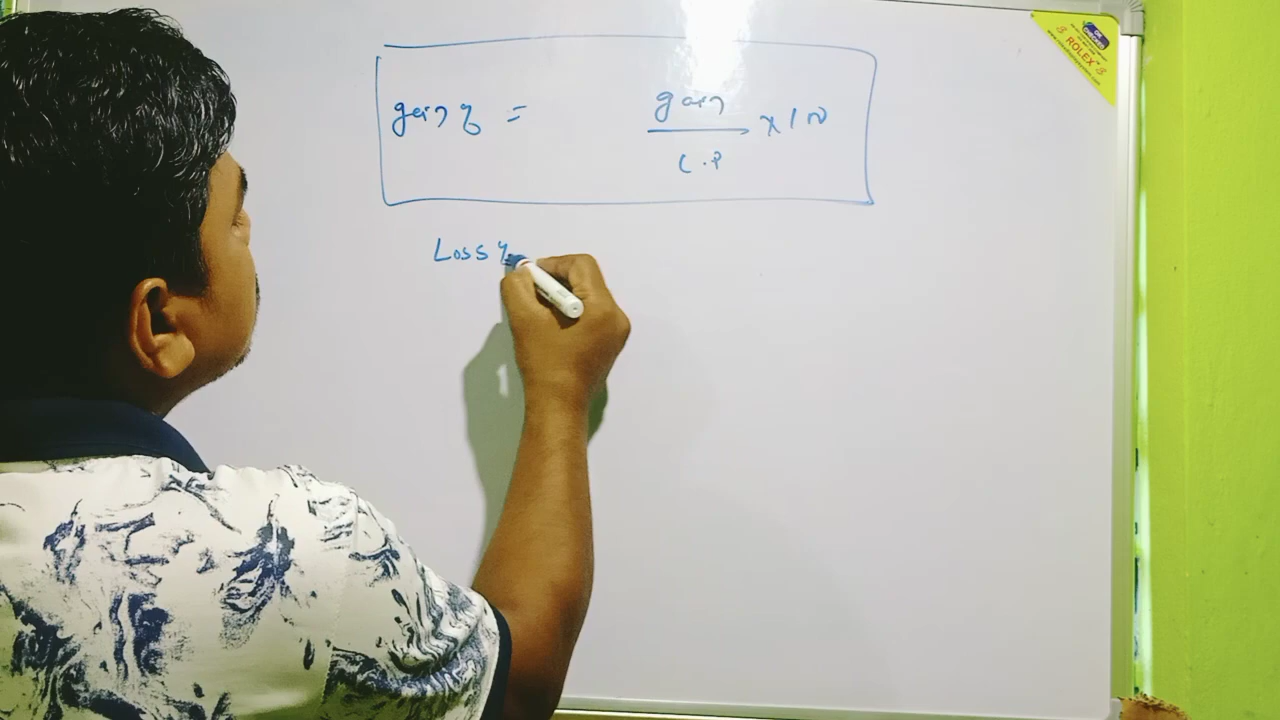 gain % = gain / C.P × 100
Loss %
ROLEX